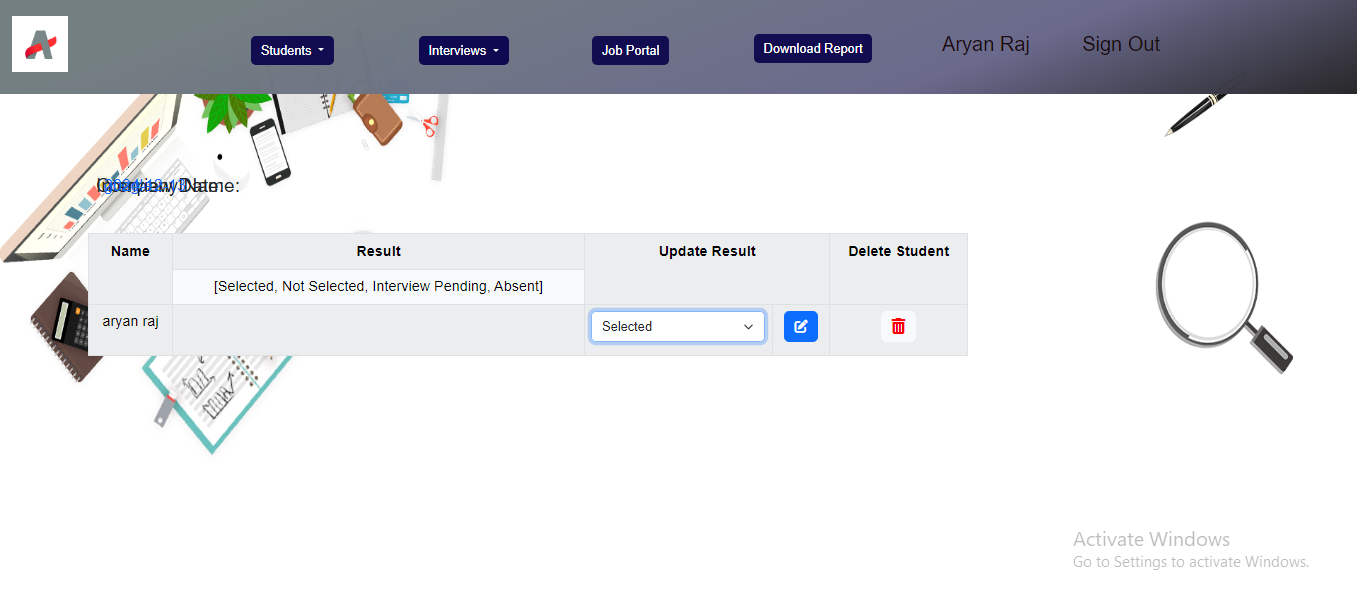 Students
Interviews
Job Portal
Download Report
Aryan Raj
Sign Out
Name
Result
Update Result
Delete Student
[Selected, Not Selected, Interview Pending, Absent]
aryan raj
Selected
Activate Windows
Go to Settings to activate Windows.